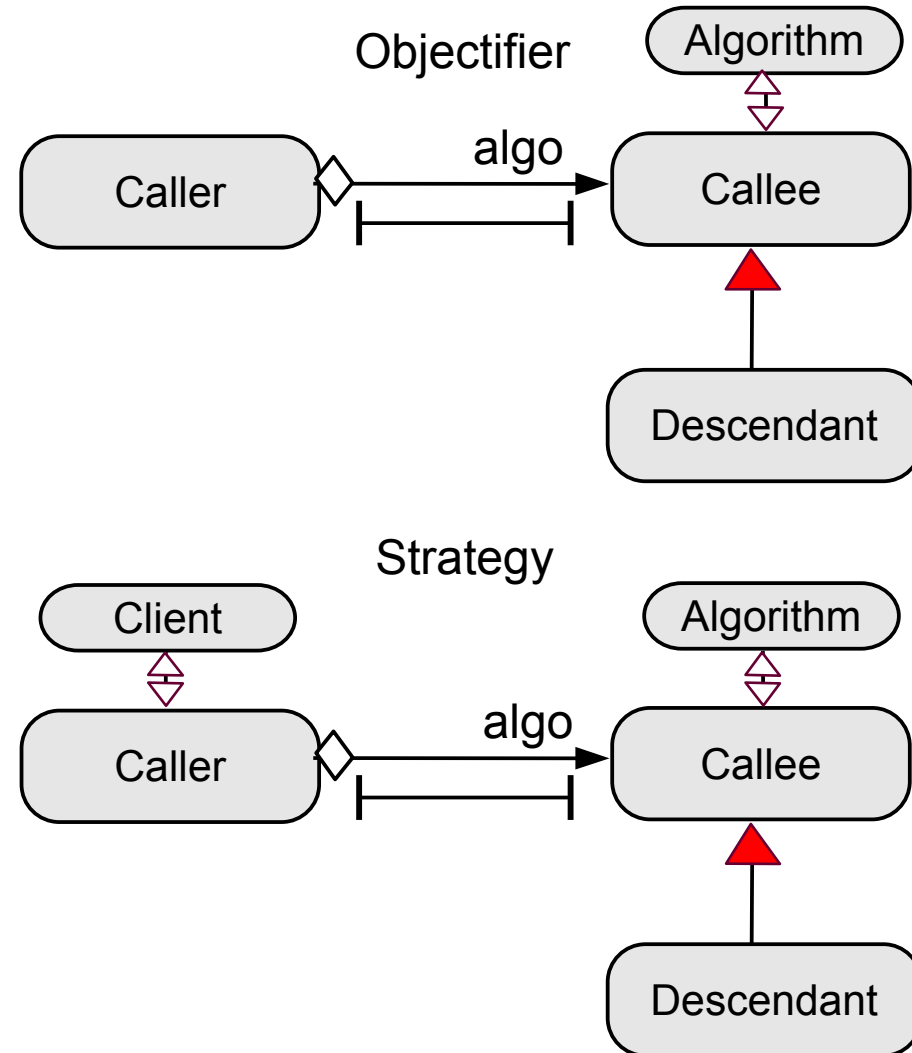 Objectifier
Algorithm
Caller
algo
Callee
Descendant
Strategy
Client
Algorithm
Caller
algo
Callee
Descendant